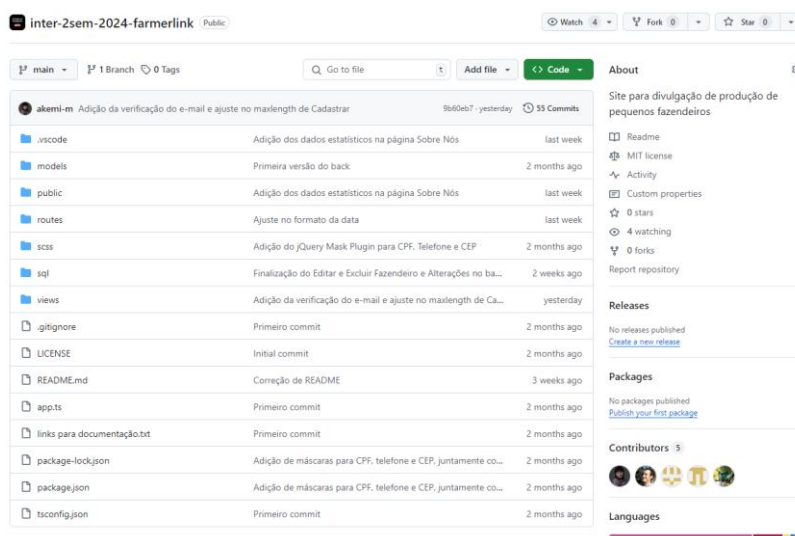 inter-2sem-2024-farmerlink Public
Watch 4 Fork 0 Star 0
main 1 Branch 0 Tags Go to file t Add file Code
akemi-m Adição da verificação do e-mail e ajuste no maxlength de Cadastrar 9b60eb7 · yesterday 55 Commits
.vscode Adição dos dados estatísticos na página Sobre Nós last week
models Primeira versão do back 2 months ago
public Adição dos dados estatísticos na página Sobre Nós last week
routes Ajuste no formato da data last week
scss Adição do jQuery Mask Plugin para CPF, Telefone e CEP 2 months ago
sql Finalização do Editar e Excluir Fazendeiro e Alterações no ba... 2 weeks ago
views Adição da verificação do e-mail e ajuste no maxlength de Ca... yesterday
.gitignore Primeiro commit 2 months ago
LICENSE Initial commit 2 months ago
README.md Correção de README 3 weeks ago
app.ts Primeiro commit 2 months ago
links para documentação.txt Primeiro commit 2 months ago
package-lock.json Adição de máscaras para CPF, telefone e CEP, juntamente co... 2 months ago
package.json Adição de máscaras para CPF, telefone e CEP, juntamente co... 2 months ago
tsconfig.json Primeiro commit 2 months ago
About
Site para divulgação de produção de
pequenos fazendeiros
Readme
MIT license
Activity
Custom properties
0 stars
4 watching
0 forks
Report repository
Releases
No releases published
Create a new release
Packages
No packages published
Publish your first package
Contributors 5
Languages